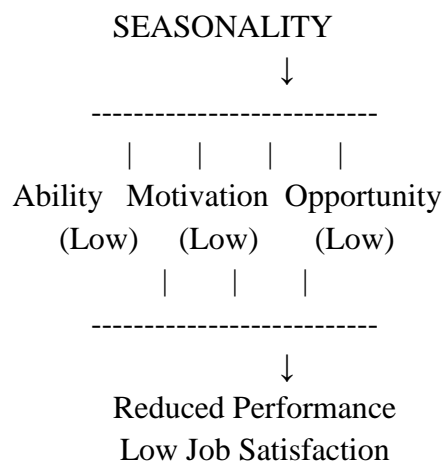 SEASONALITY
↓
----------------------------
| | | |
Ability Motivation Opportunity
(Low) (Low) (Low)
| | |
----------------------------
↓
Reduced Performance
Low Job Satisfaction